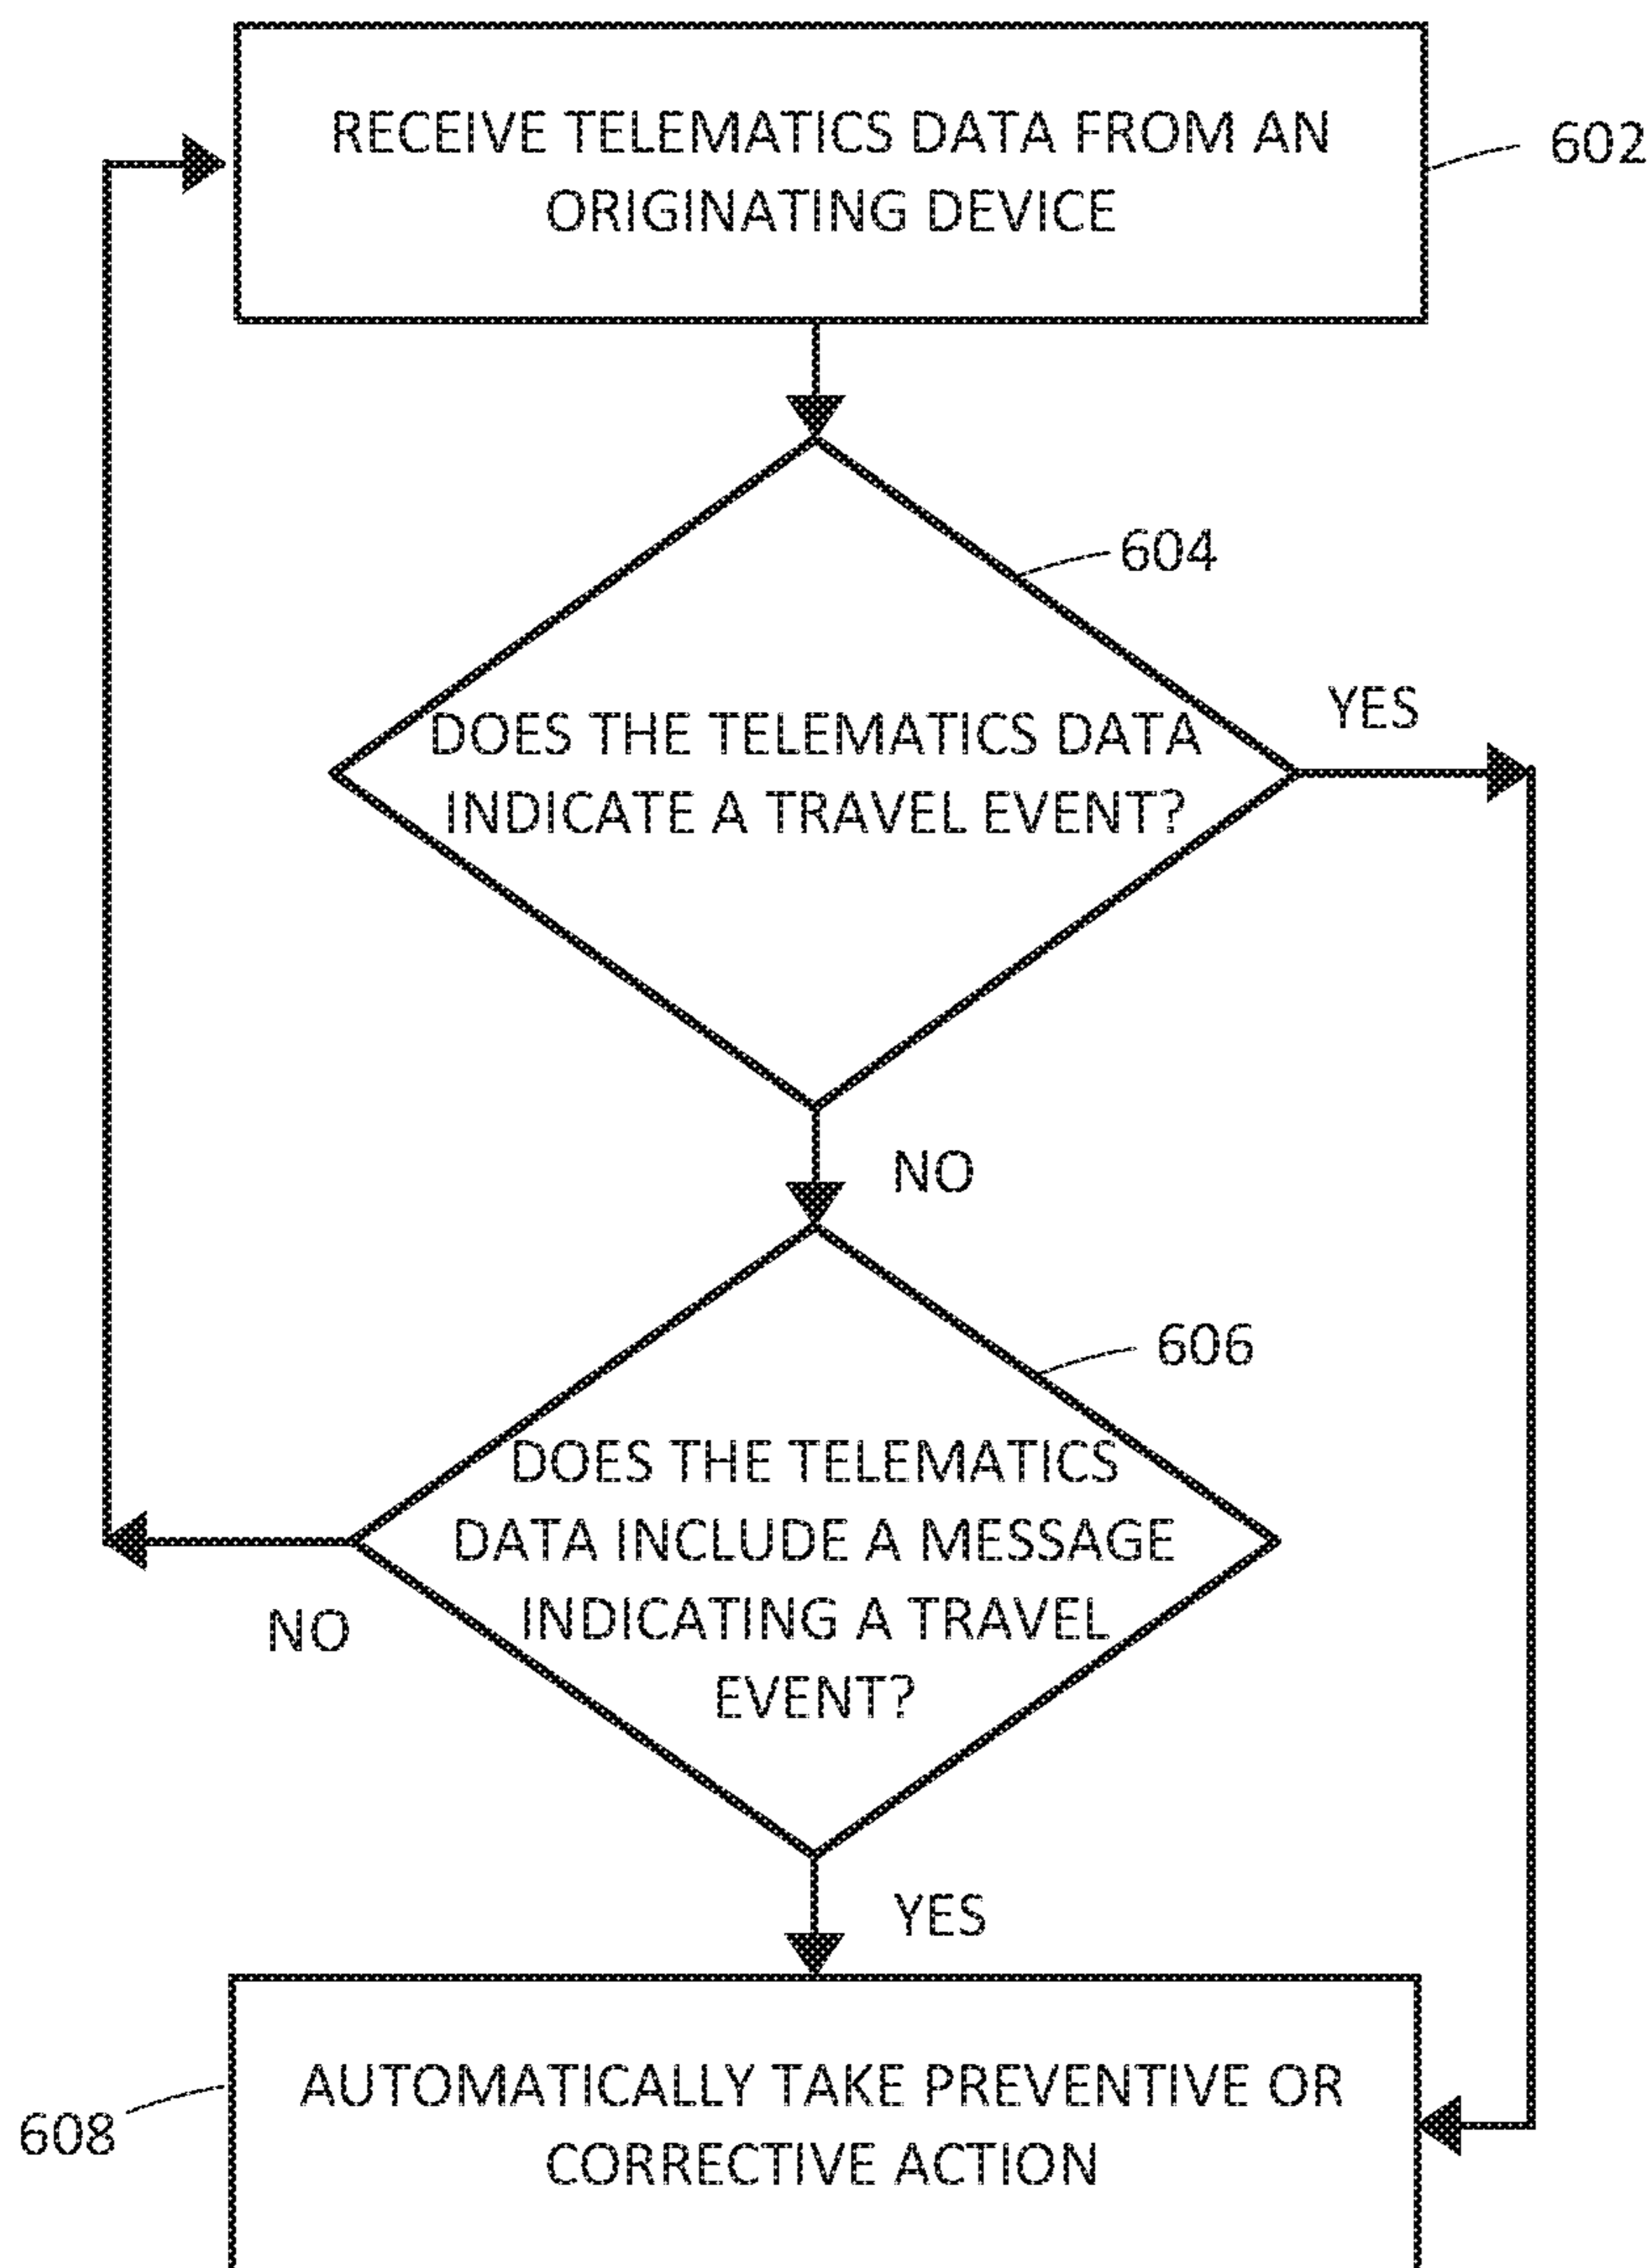 RECEIVE TELEMATICS DATA FROM AN
ORIGINATING DEVICE
602
604
DOES THE TELEMATICS DATA
INDICATE A TRAVEL EVENT?
YES
NO
606
DOES THE TELEMATICS
DATA INCLUDE A MESSAGE
INDICATING A TRAVEL
EVENT?
NO
YES
AUTOMATICALLY TAKE PREVENTIVE OR
CORRECTIVE ACTION
608